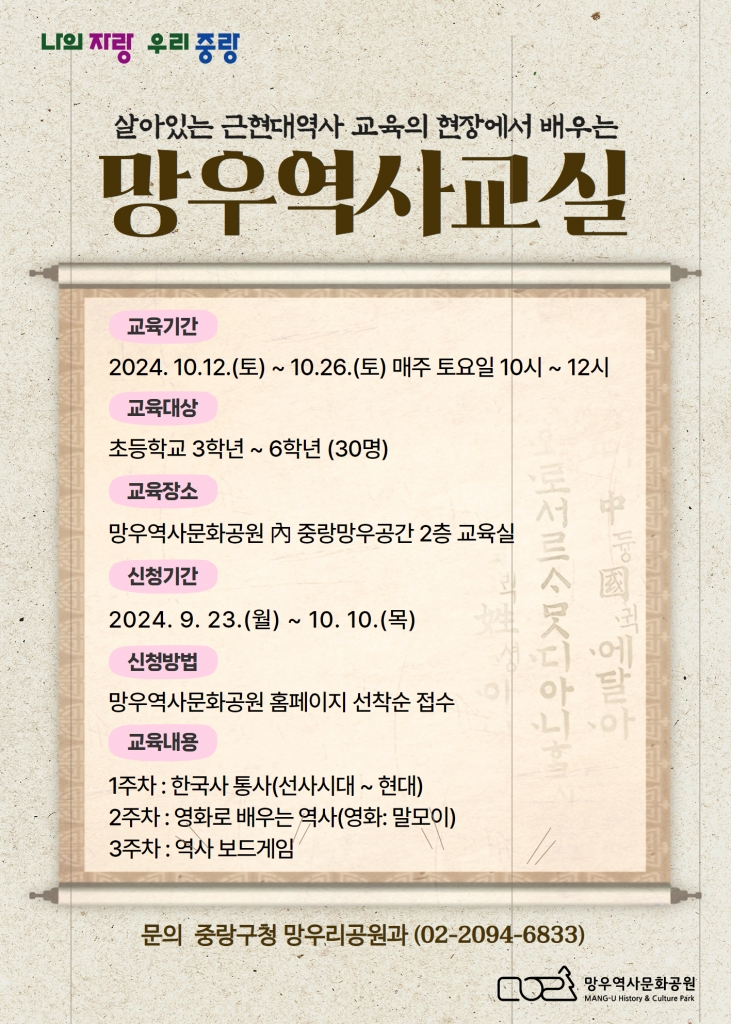 나의 자랑 우리 중랑
살아있는 근현대역사 교육의 현장에서 배우는
망우역사교실
교육기간
2024. 10.12.(토) ~ 10.26.(토) 매주 토요일 10시 ~ 12시
교육대상
초등학교 3학년 ~ 6학년 (30명)
교육장소
망우역사문화공원 內 중랑망우공간 2층 교육실
신청기간
2024. 9. 23.(월) ~ 10. 10.(목)
신청방법
망우역사문화공원 홈페이지 선착순 접수
교육내용
1주차 : 한국사 통사(선사시대 ~ 현대)
2주차 : 영화로 배우는 역사(영화: 말모이)
3주차 : 역사 보드게임
문의 중랑구청 망우리공원과 (02-2094-6833)
망우역사문화공원
MANG-U History & Culture Park